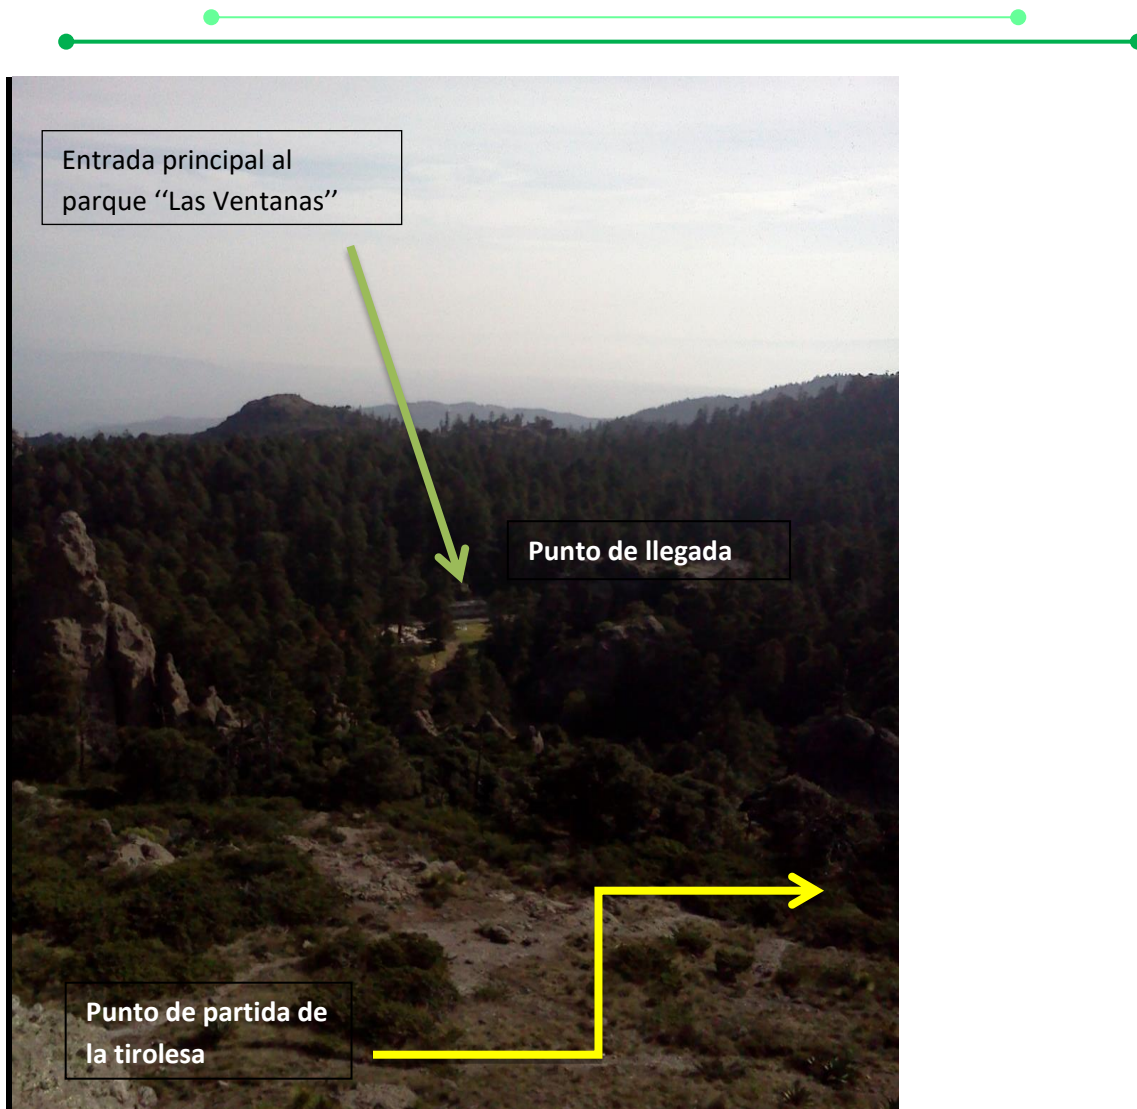 Entrada principal al
parque ‘‘Las Ventanas’’
Punto de llegada
Punto de partida de
la tirolesa